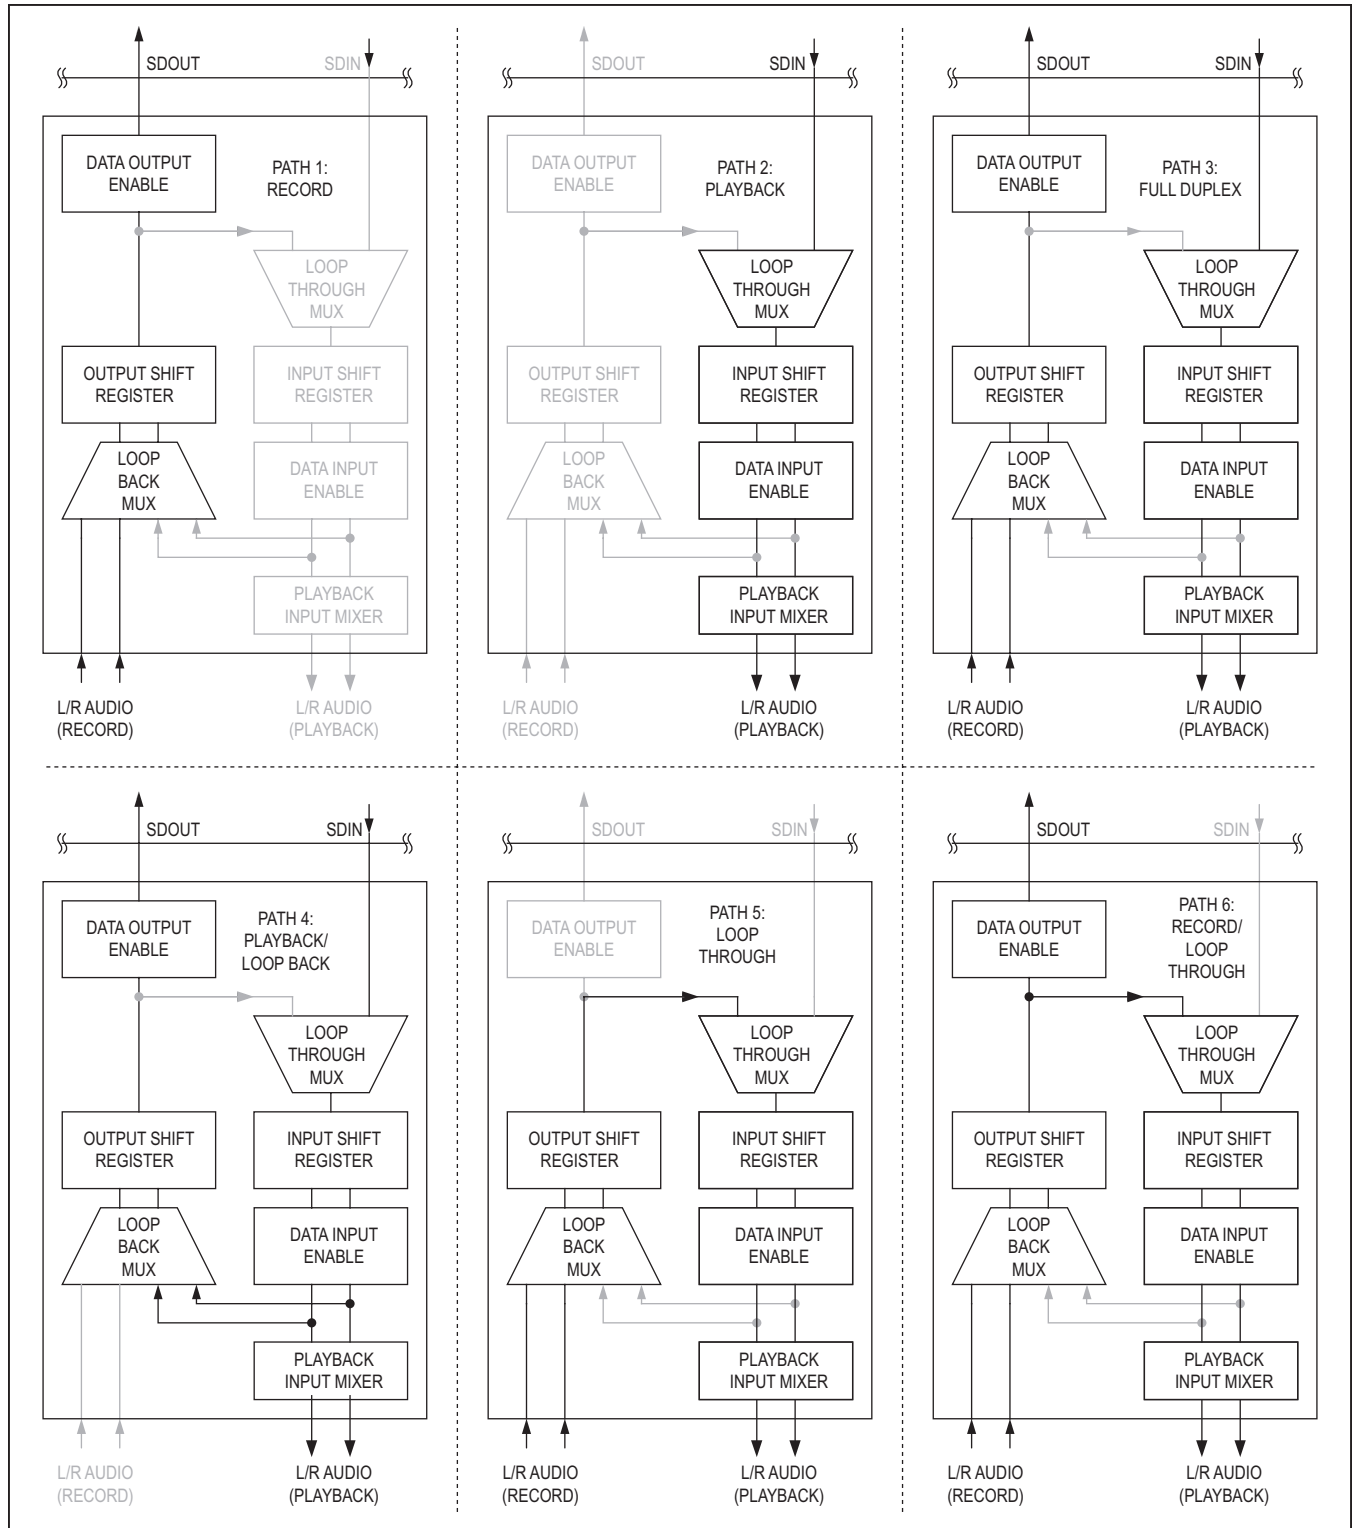 SDOUT
SDIN
DATA OUTPUT
ENABLE
PATH 1:
RECORD
LOOP
THROUGH
MUX
OUTPUT SHIFT
REGISTER
INPUT SHIFT
REGISTER
LOOP
BACK
MUX
DATA INPUT
ENABLE
PLAYBACK
INPUT MIXER
L/R AUDIO
(RECORD)
L/R AUDIO
(PLAYBACK)
SDOUT
SDIN
DATA OUTPUT
ENABLE
PATH 2:
PLAYBACK
LOOP
THROUGH
MUX
OUTPUT SHIFT
REGISTER
INPUT SHIFT
REGISTER
LOOP
BACK
MUX
DATA INPUT
ENABLE
PLAYBACK
INPUT MIXER
L/R AUDIO
(RECORD)
L/R AUDIO
(PLAYBACK)
SDOUT
SDIN
DATA OUTPUT
ENABLE
PATH 3:
FULL DUPLEX
LOOP
THROUGH
MUX
OUTPUT SHIFT
REGISTER
INPUT SHIFT
REGISTER
LOOP
BACK
MUX
DATA INPUT
ENABLE
PLAYBACK
INPUT MIXER
L/R AUDIO
(RECORD)
L/R AUDIO
(PLAYBACK)
SDOUT
SDIN
DATA OUTPUT
ENABLE
PATH 4:
PLAYBACK/
LOOP BACK
LOOP
THROUGH
MUX
OUTPUT SHIFT
REGISTER
INPUT SHIFT
REGISTER
LOOP
BACK
MUX
DATA INPUT
ENABLE
PLAYBACK
INPUT MIXER
L/R AUDIO
(RECORD)
L/R AUDIO
(PLAYBACK)
SDOUT
SDIN
DATA OUTPUT
ENABLE
PATH 5:
LOOP
THROUGH
LOOP
THROUGH
MUX
OUTPUT SHIFT
REGISTER
INPUT SHIFT
REGISTER
LOOP
BACK
MUX
DATA INPUT
ENABLE
PLAYBACK
INPUT MIXER
L/R AUDIO
(RECORD)
L/R AUDIO
(PLAYBACK)
SDOUT
SDIN
DATA OUTPUT
ENABLE
PATH 6:
RECORD/
LOOP
THROUGH
LOOP
THROUGH
MUX
OUTPUT SHIFT
REGISTER
INPUT SHIFT
REGISTER
LOOP
BACK
MUX
DATA INPUT
ENABLE
PLAYBACK
INPUT MIXER
L/R AUDIO
(RECORD)
L/R AUDIO
(PLAYBACK)